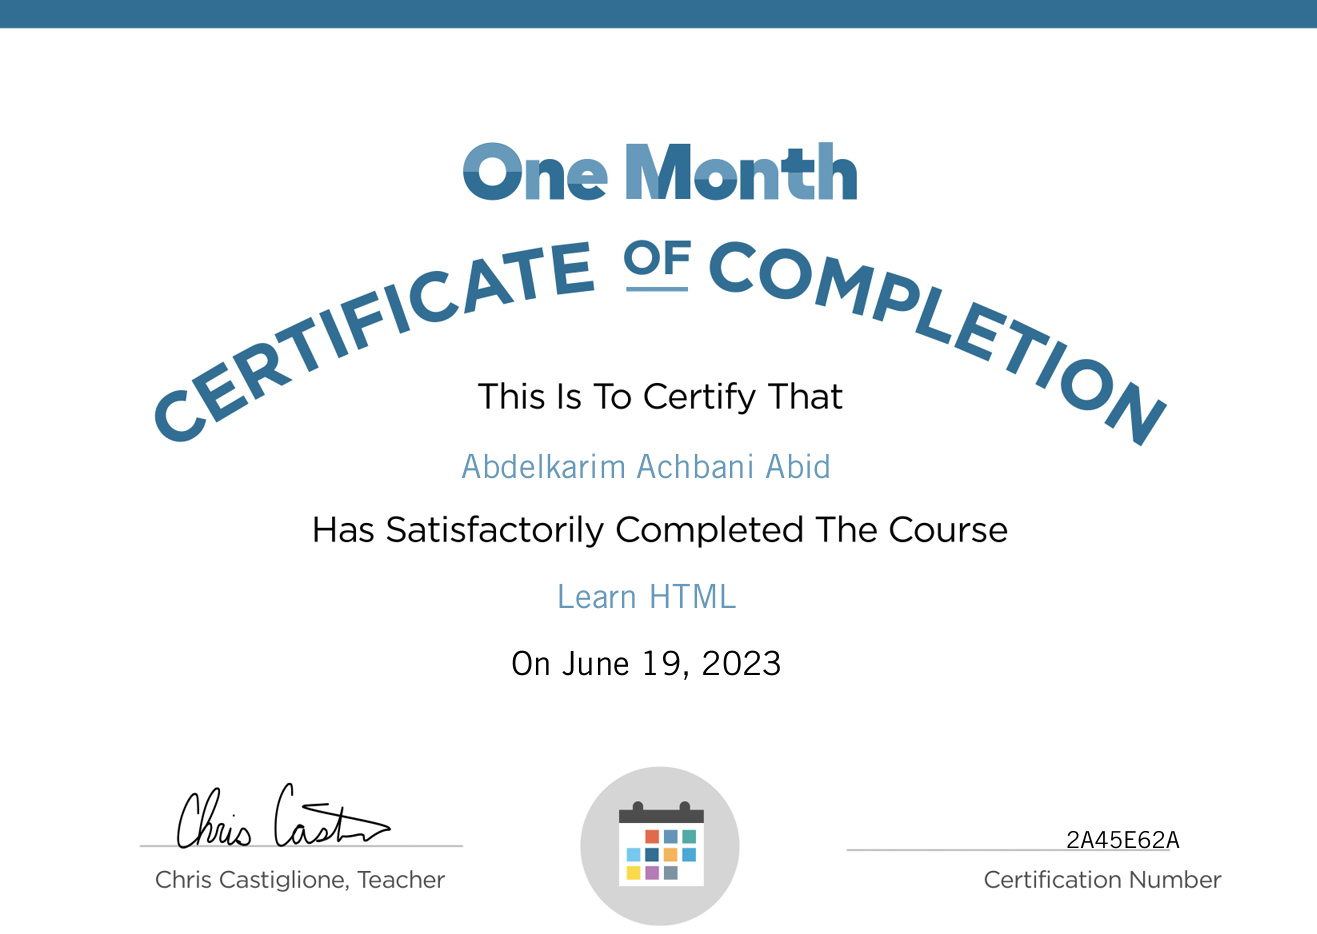 One Month
CERTIFICATE OF COMPLETION
This Is To Certify That
Abdelkarim Achbani Abid
Has Satisfactorily Completed The Course
Learn HTML
On June 19, 2023
Chris Cast
Chris Castiglione, Teacher
2A45E62A
Certification Number